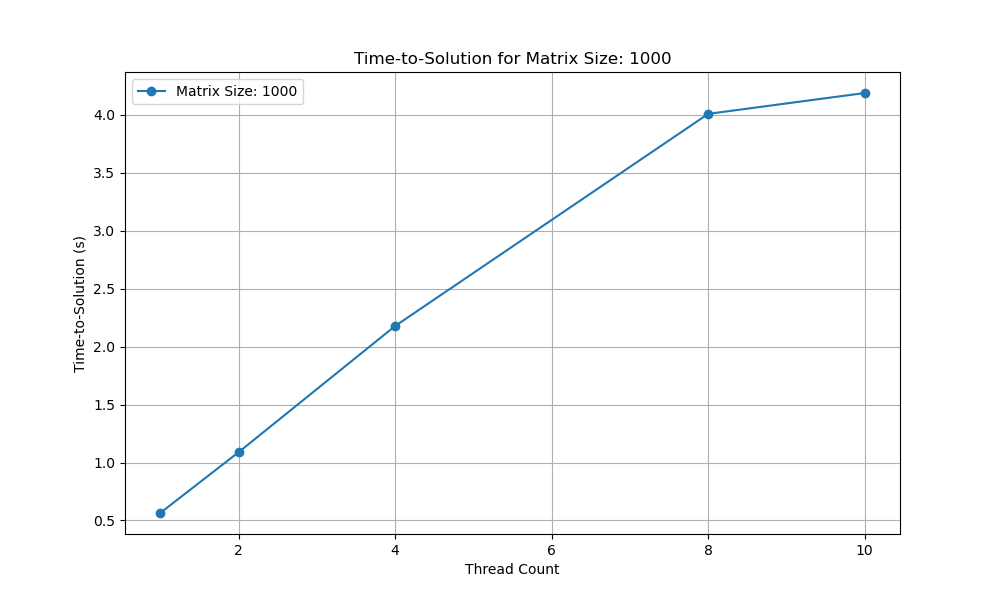 Time-to-Solution for Matrix Size: 1000
Matrix Size: 1000
Time-to-Solution (s)
4.0
3.5
3.0
2.5
2.0
1.5
1.0
0.5
2 4 6 8 10
Thread Count